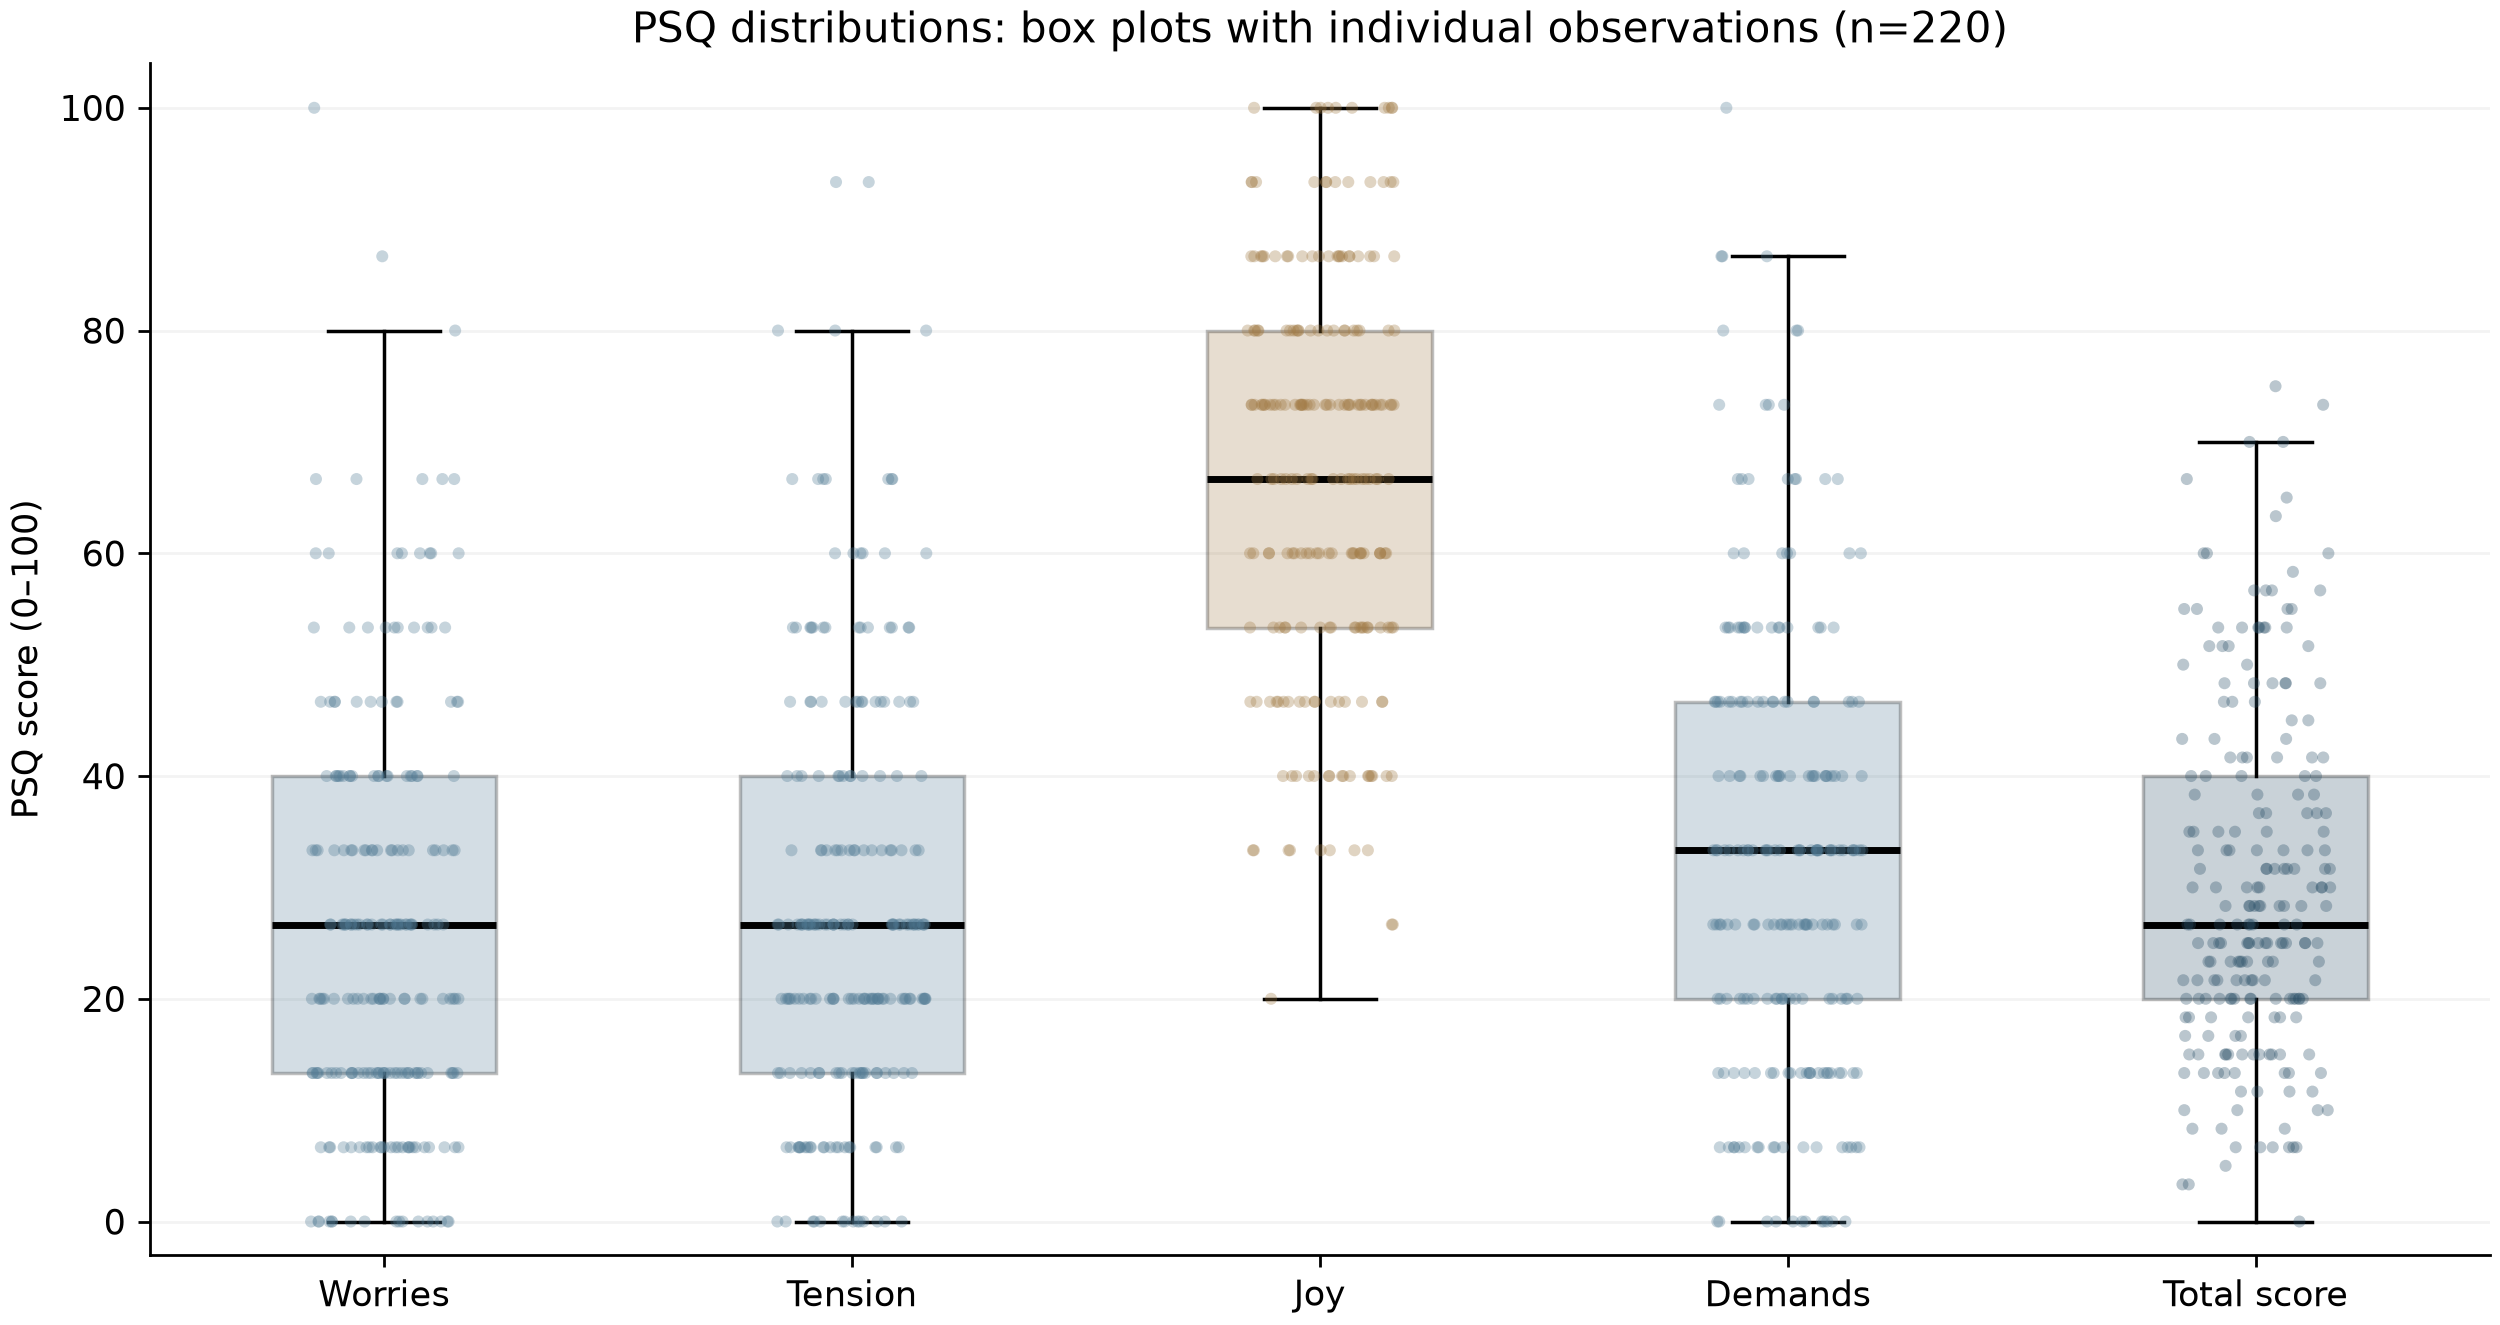 PSQ distributions: box plots with individual observations (n=220)
PSQ score (0–100)
100
80
60
40
20
0
Worries
Tension
Joy
Demands
Total score